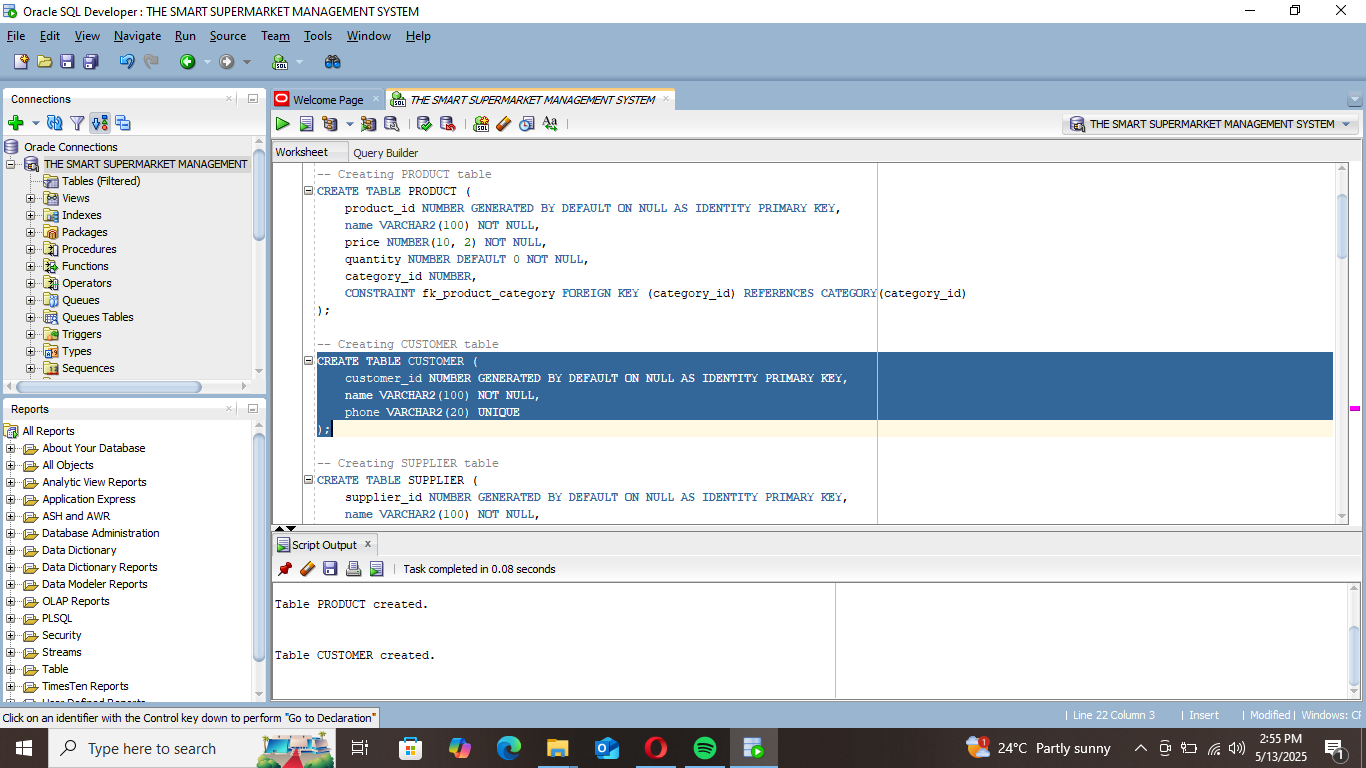 Oracle SQL Developer : THE SMART SUPERMARKET MANAGEMENT SYSTEM
File Edit View Navigate Run Source Team Tools Window Help
Connections
Oracle Connections
THE SMART SUPERMARKET MANAGEMENT
Tables (Filtered)
Views
Indexes
Packages
Procedures
Functions
Operators
Queues
Queues Tables
Triggers
Types
Sequences
Reports
All Reports
About Your Database
All Objects
Analytic View Reports
Application Express
ASH and AWR
Database Administration
Data Dictionary
Data Dictionary Reports
Data Modeler Reports
OLAP Reports
PLSQL
Security
Streams
Table
TimesTen Reports
User Defined Reports
Welcome Page
THE SMART SUPERMARKET MANAGEMENT SYSTEM
THE SMART SUPERMARKET MANAGEMENT SYSTEM
Worksheet Query Builder
-- Creating PRODUCT table
CREATE TABLE PRODUCT (
product_id NUMBER GENERATED BY DEFAULT ON NULL AS IDENTITY PRIMARY KEY,
name VARCHAR2(100) NOT NULL,
price NUMBER(10, 2) NOT NULL,
quantity NUMBER DEFAULT 0 NOT NULL,
category_id NUMBER,
CONSTRAINT fk_product_category FOREIGN KEY (category_id) REFERENCES CATEGORY(category_id)
);
-- Creating CUSTOMER table
CREATE TABLE CUSTOMER (
customer_id NUMBER GENERATED BY DEFAULT ON NULL AS IDENTITY PRIMARY KEY,
name VARCHAR2(100) NOT NULL,
phone VARCHAR2(20) UNIQUE
);
-- Creating SUPPLIER table
CREATE TABLE SUPPLIER (
supplier_id NUMBER GENERATED BY DEFAULT ON NULL AS IDENTITY PRIMARY KEY,
name VARCHAR2(100) NOT NULL,
Script Output
Task completed in 0.08 seconds
Table PRODUCT created.
Table CUSTOMER created.
Click on an identifier with the Control key down to perform "Go to Declaration"
Line 22 Column 3 | Insert | Modified | Windows:
Type here to search
24°C Partly sunny
2:55 PM
5/13/2025